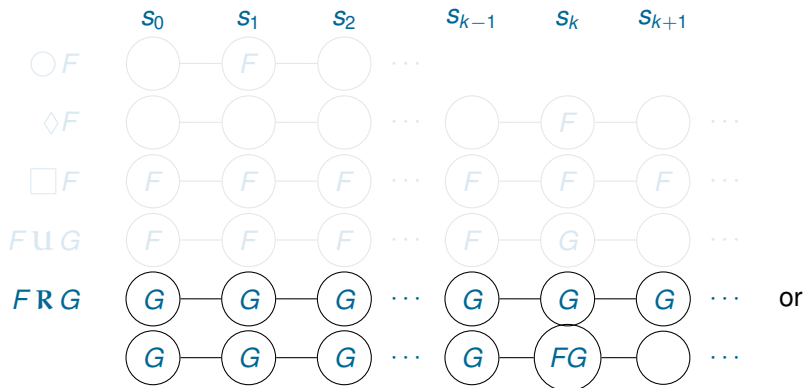 s₀ s₁ s₂ sₖ₋₁ sₖ sₖ₊₁
○F F ···
◊F ··· F ···
□F F F F ··· F F F ···
F U G F F F ··· F G ···
F R G G G G ··· G G G ··· or
G G G ··· G FG ···